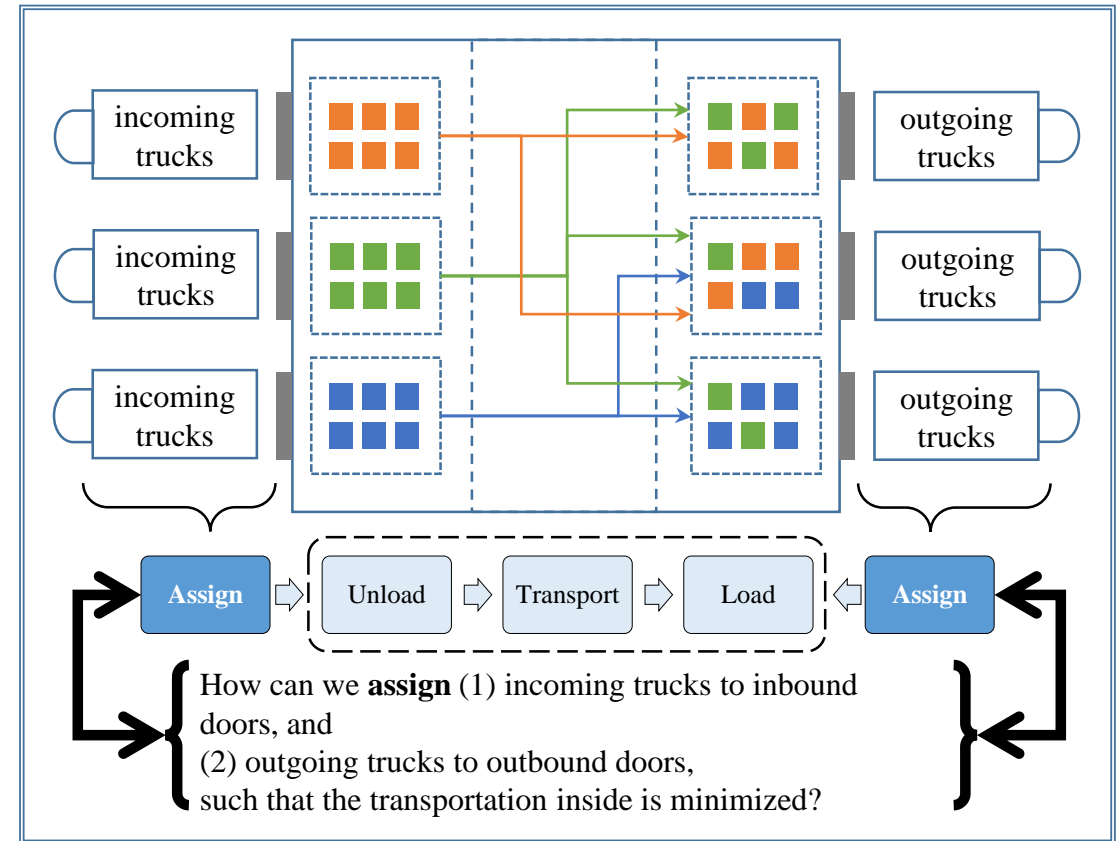 incoming
trucks
outgoing
trucks
incoming
trucks
outgoing
trucks
incoming
trucks
outgoing
trucks
Assign
Unload
Transport
Load
Assign
How can we assign (1) incoming trucks to inbound
doors, and
(2) outgoing trucks to outbound doors,
such that the transportation inside is minimized?